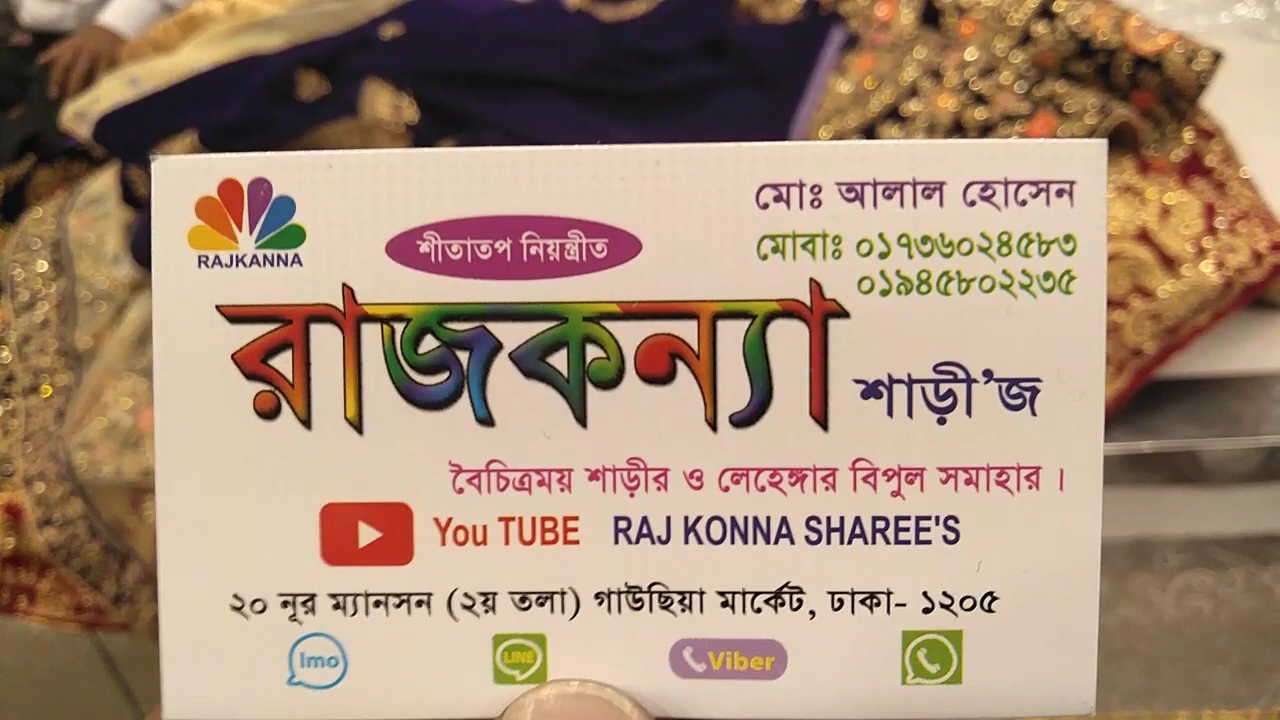 RAJKANNA
শীতাতপ নিয়ন্ত্রীত
মোঃ আলাল হোসেন
মোবাঃ ০১৭৩৬০২৪৫৮৩
০১৯৪৫৮০২২৩৫
রাজকন্যা শাড়ী'জ
বৈচিত্রময় শাড়ীর ও লেহেঙ্গার বিপুল সমাহার ।
You TUBE RAJ KONNA SHAREE'S
২০ নূর ম্যানসন (২য় তলা) গাউছিয়া মার্কেট, ঢাকা- ১২০৫
Imo LINE Viber